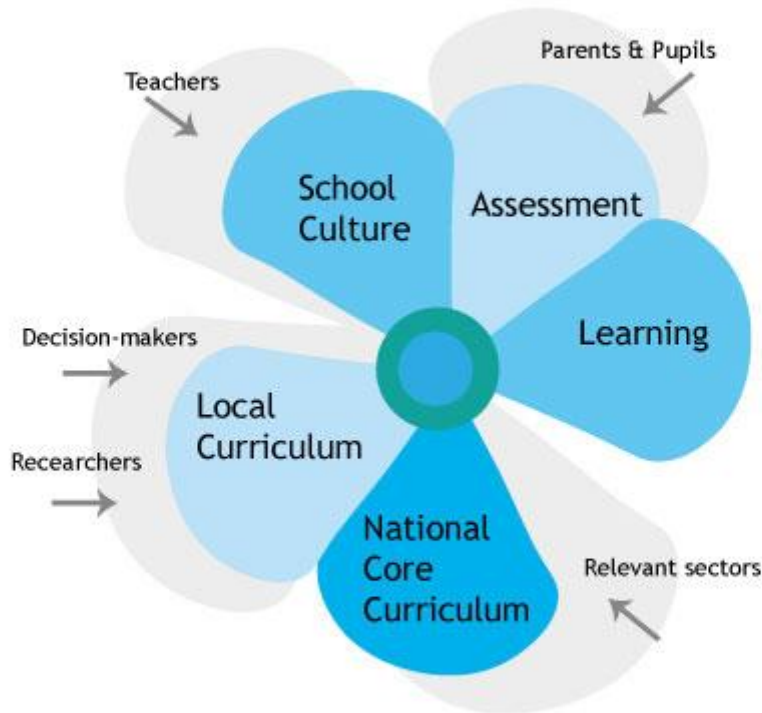 Parents & Pupils
Teachers
School
Culture
Assessment
Learning
Decision-makers
Local
Curriculum
Recearchers
National
Core
Curriculum
Relevant sectors